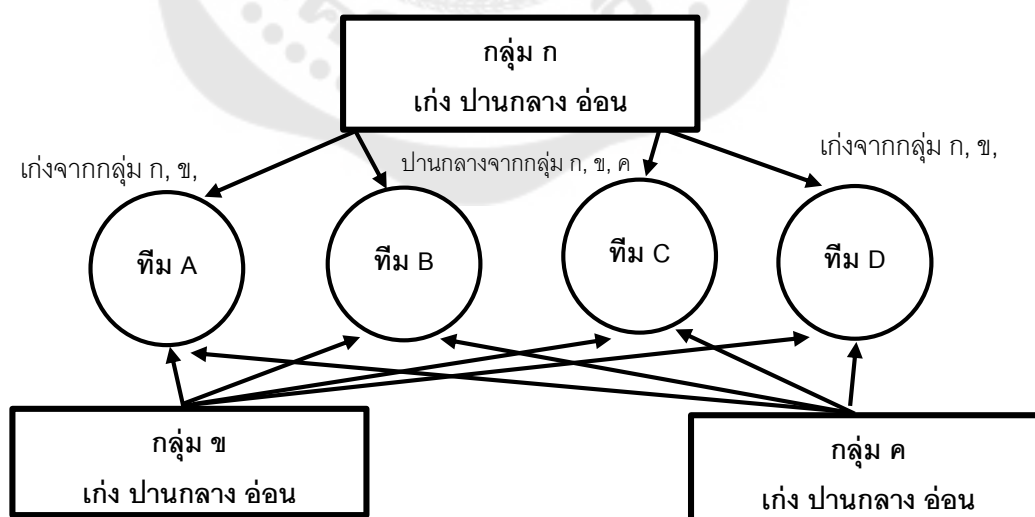 กลุ่ม ก
เก่ง ปานกลาง อ่อน
เก่งจากกลุ่ม ก, ข,
ปานกลางจากกลุ่ม ก, ข, ค
เก่งจากกลุ่ม ก, ข,
ทีม A
ทีม B
ทีม C
ทีม D
กลุ่ม ข
เก่ง ปานกลาง อ่อน
กลุ่ม ค
เก่ง ปานกลาง อ่อน